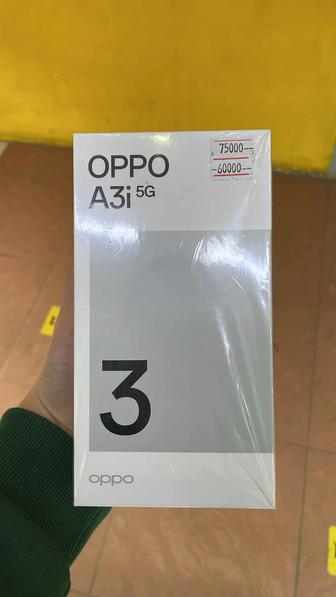 OPPO
A3i 5G
75000--
-60000--
3
oppo